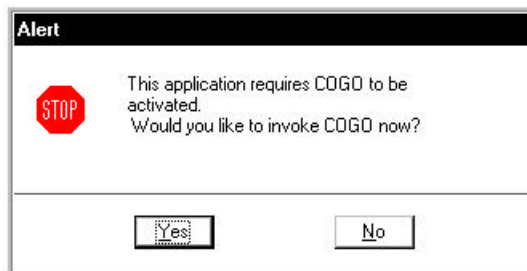 Alert
STOP
This application requires COGO to be
activated.
Would you like to invoke COGO now?
Yes
No